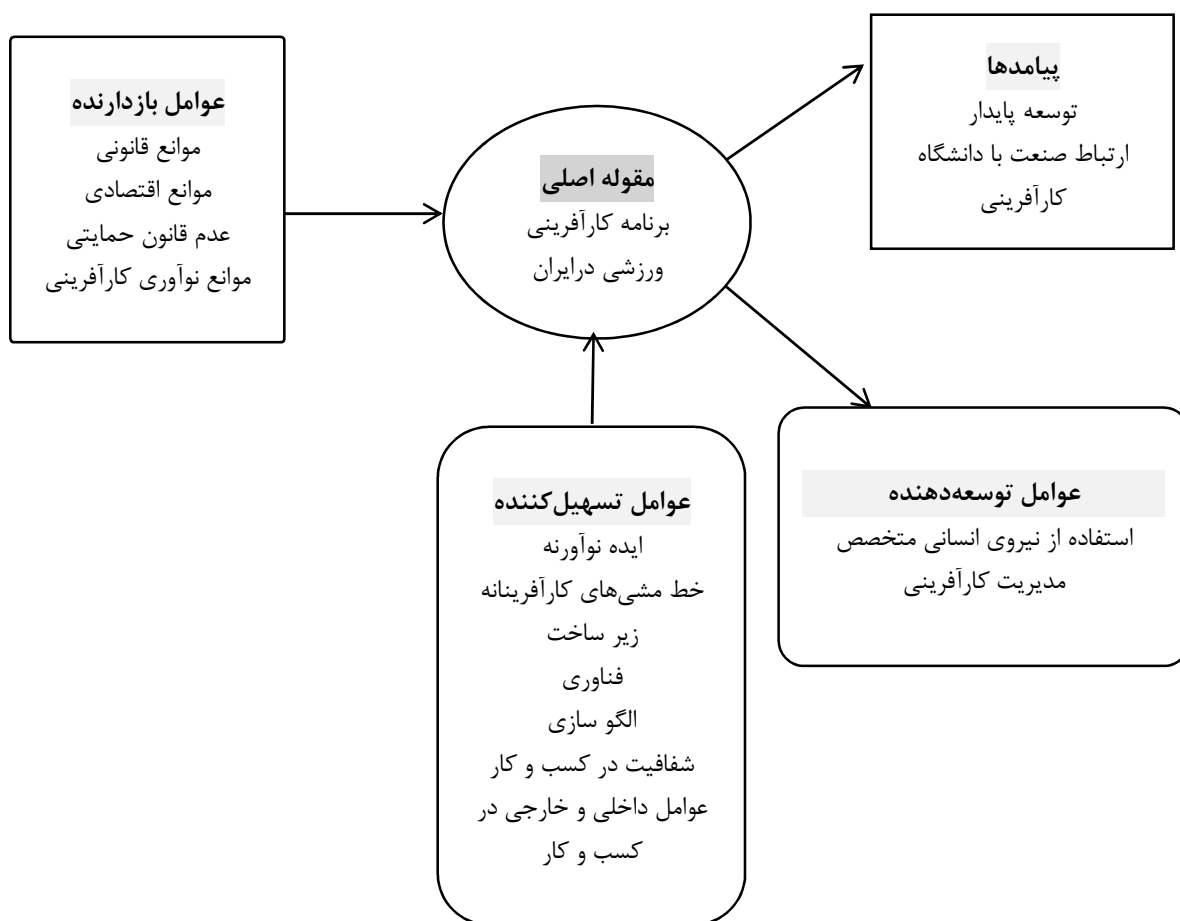 پیامدها
توسعه پایدار
ارتباط صنعت با دانشگاه
کارآفرینی
مقوله اصلی
برنامه کارآفرینی
ورزشی درایران
عوامل بازدارنده
موانع قانونی
موانع اقتصادی
عدم قانون حمایتی
موانع نوآوری کارآفرینی
عوامل توسعه‌دهنده
استفاده از نیروی انسانی متخصص
مدیریت کارآفرینی
عوامل تسهیل‌کننده
ایده نوآورنه
خط مشی‌های کارآفرینانه
زیر ساخت
فناوری
الگو سازی
شفافیت در کسب و کار
عوامل داخلی و خارجی در
کسب و کار